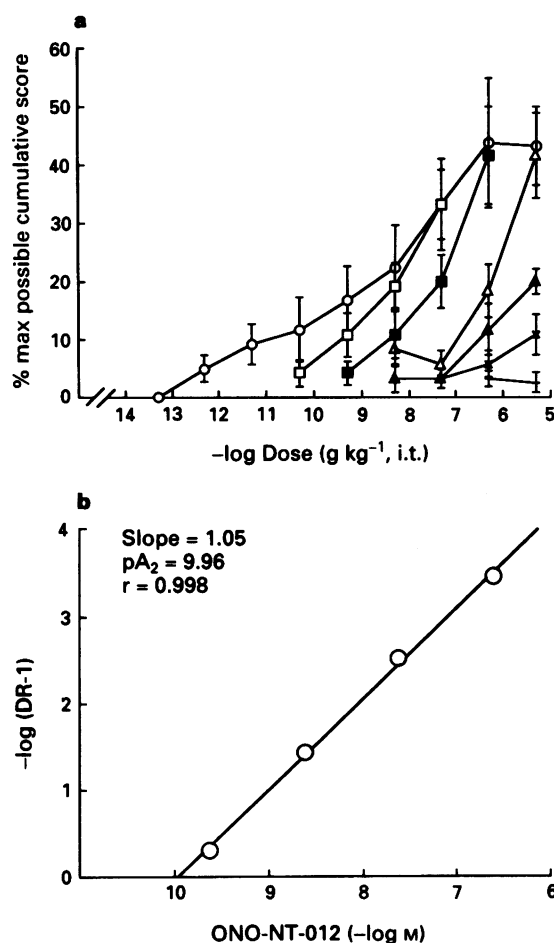 a
% max possible cumulative score
60
50
40
30
20
10
0
14 13 12 11 10 9 8 7 6 5
–log Dose (g kg⁻¹, i.t.)
b
Slope = 1.05
pA₂ = 9.96
r = 0.998
–log (DR-1)
4
3
2
1
0
10 9 8 7 6
ONO-NT-012 (–log M)